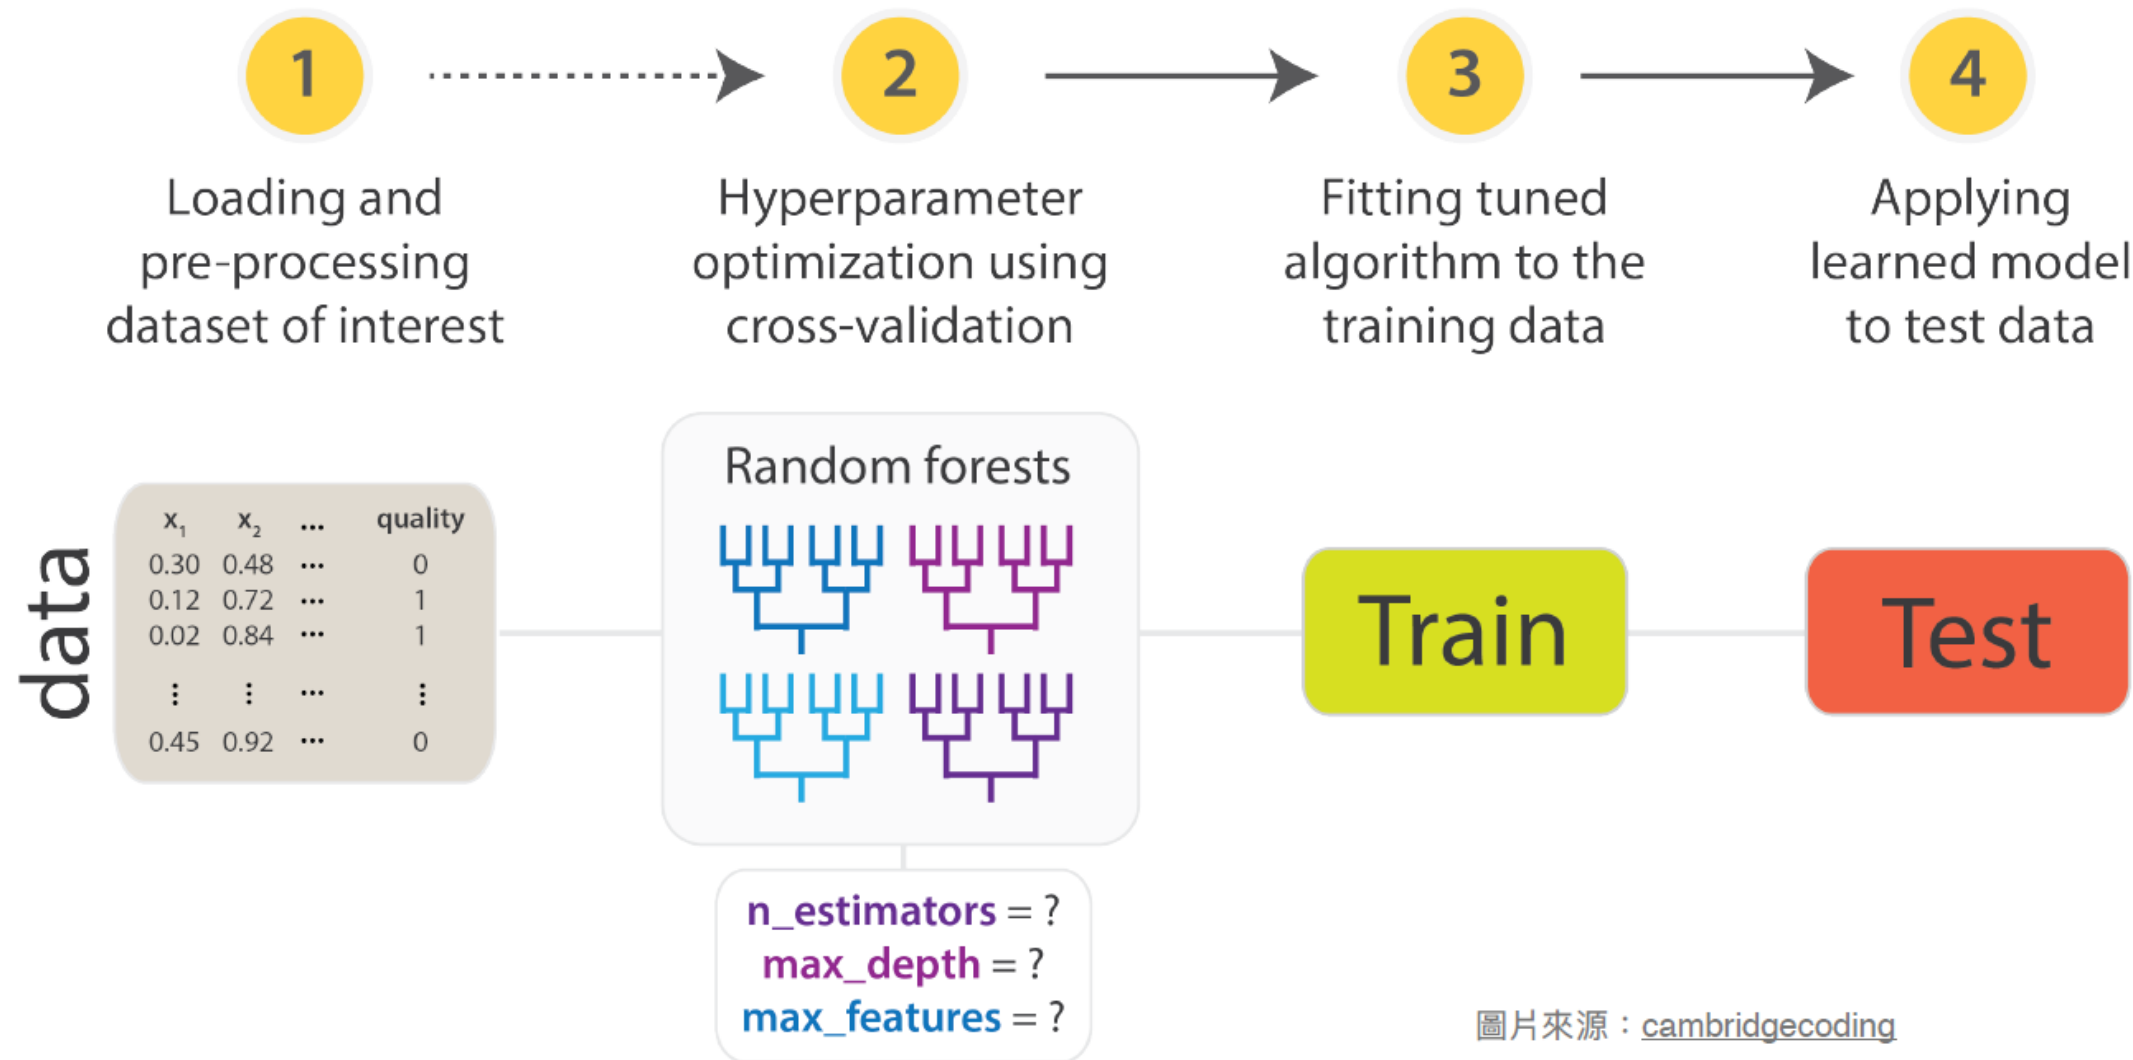 1
2
3
4
Loading and
pre-processing
dataset of interest
Hyperparameter
optimization using
cross-validation
Fitting tuned
algorithm to the
training data
Applying
learned model
to test data
data
x₁ x₂ ... quality
0.30 0.48 ... 0
0.12 0.72 ... 1
0.02 0.84 ... 1
⋮ ⋮ ... ⋮
0.45 0.92 ... 0
Random forests
n_estimators = ?
max_depth = ?
max_features = ?
Train
Test
圖片來源：cambridgecoding